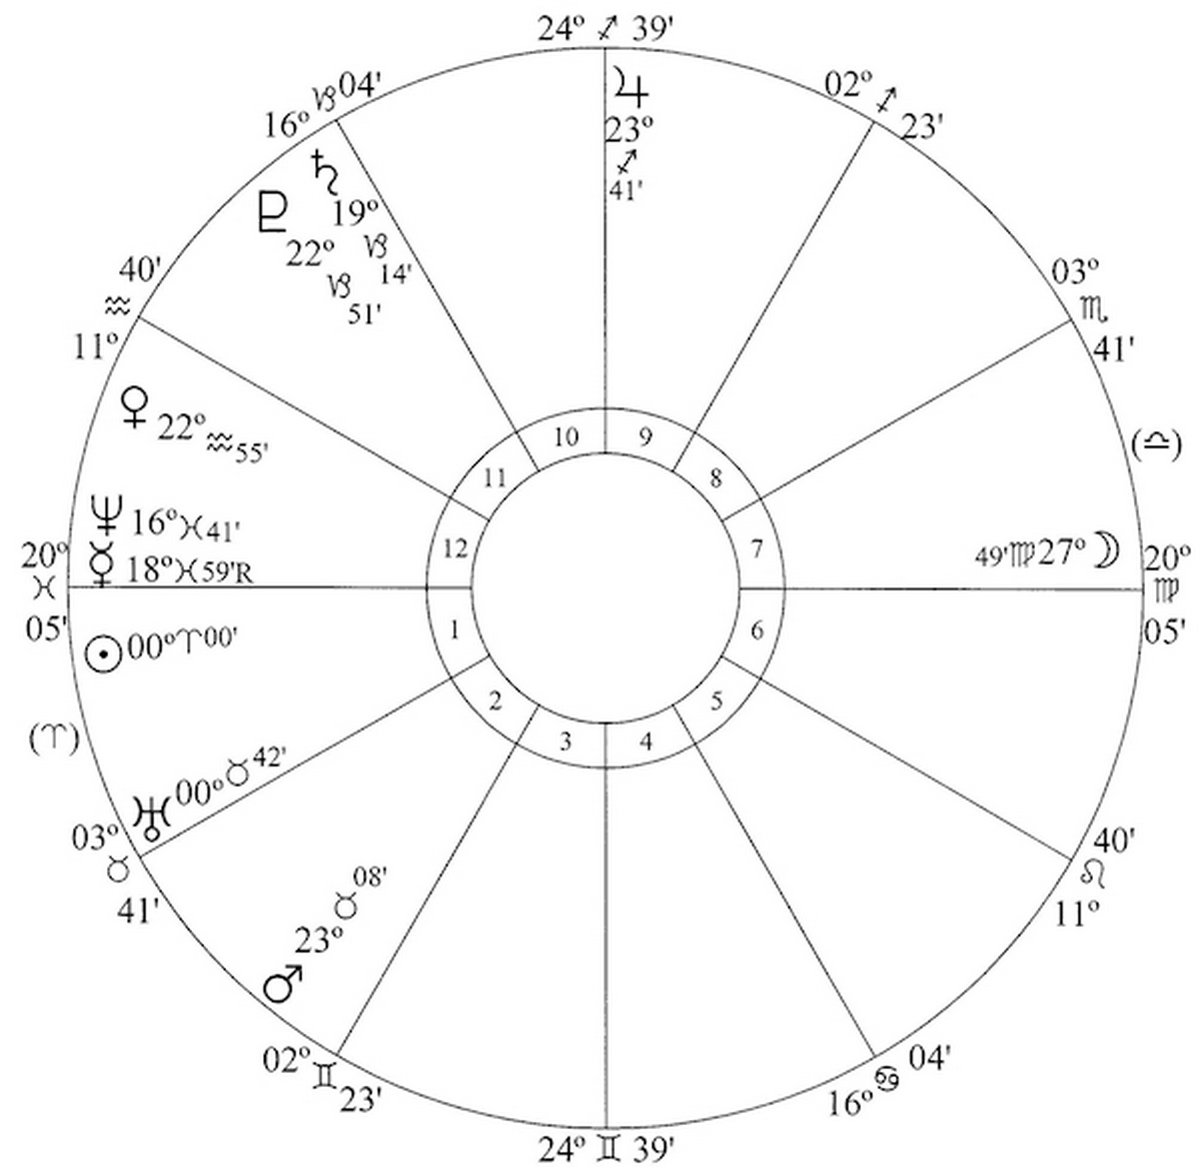 24º ♐ 39'
16º ♑ 04'
02º ♐ 23'
♃
23º
♐
41'
♄
19º
♑
14'
♇
22º
♑
51'
40'
♒
11º
03º
♏
41'
♀ 22º ♒ 55'
(♎)
♆ 16º ♓ 41'
☿ 18º ♓ 59'R
20º
♓
05'
49' ♍ 27º ☽
20º
♍
05'
10 9
11 8
12 7
1 6
2 5
3 4
☉ 00º ♈ 00'
(♈)
♅ 00º ♉ 42'
03º
♉
41'
♂ 23º ♉ 08'
40'
♌
11º
02º ♊ 23'
16º ♋ 04'
24º ♊ 39'